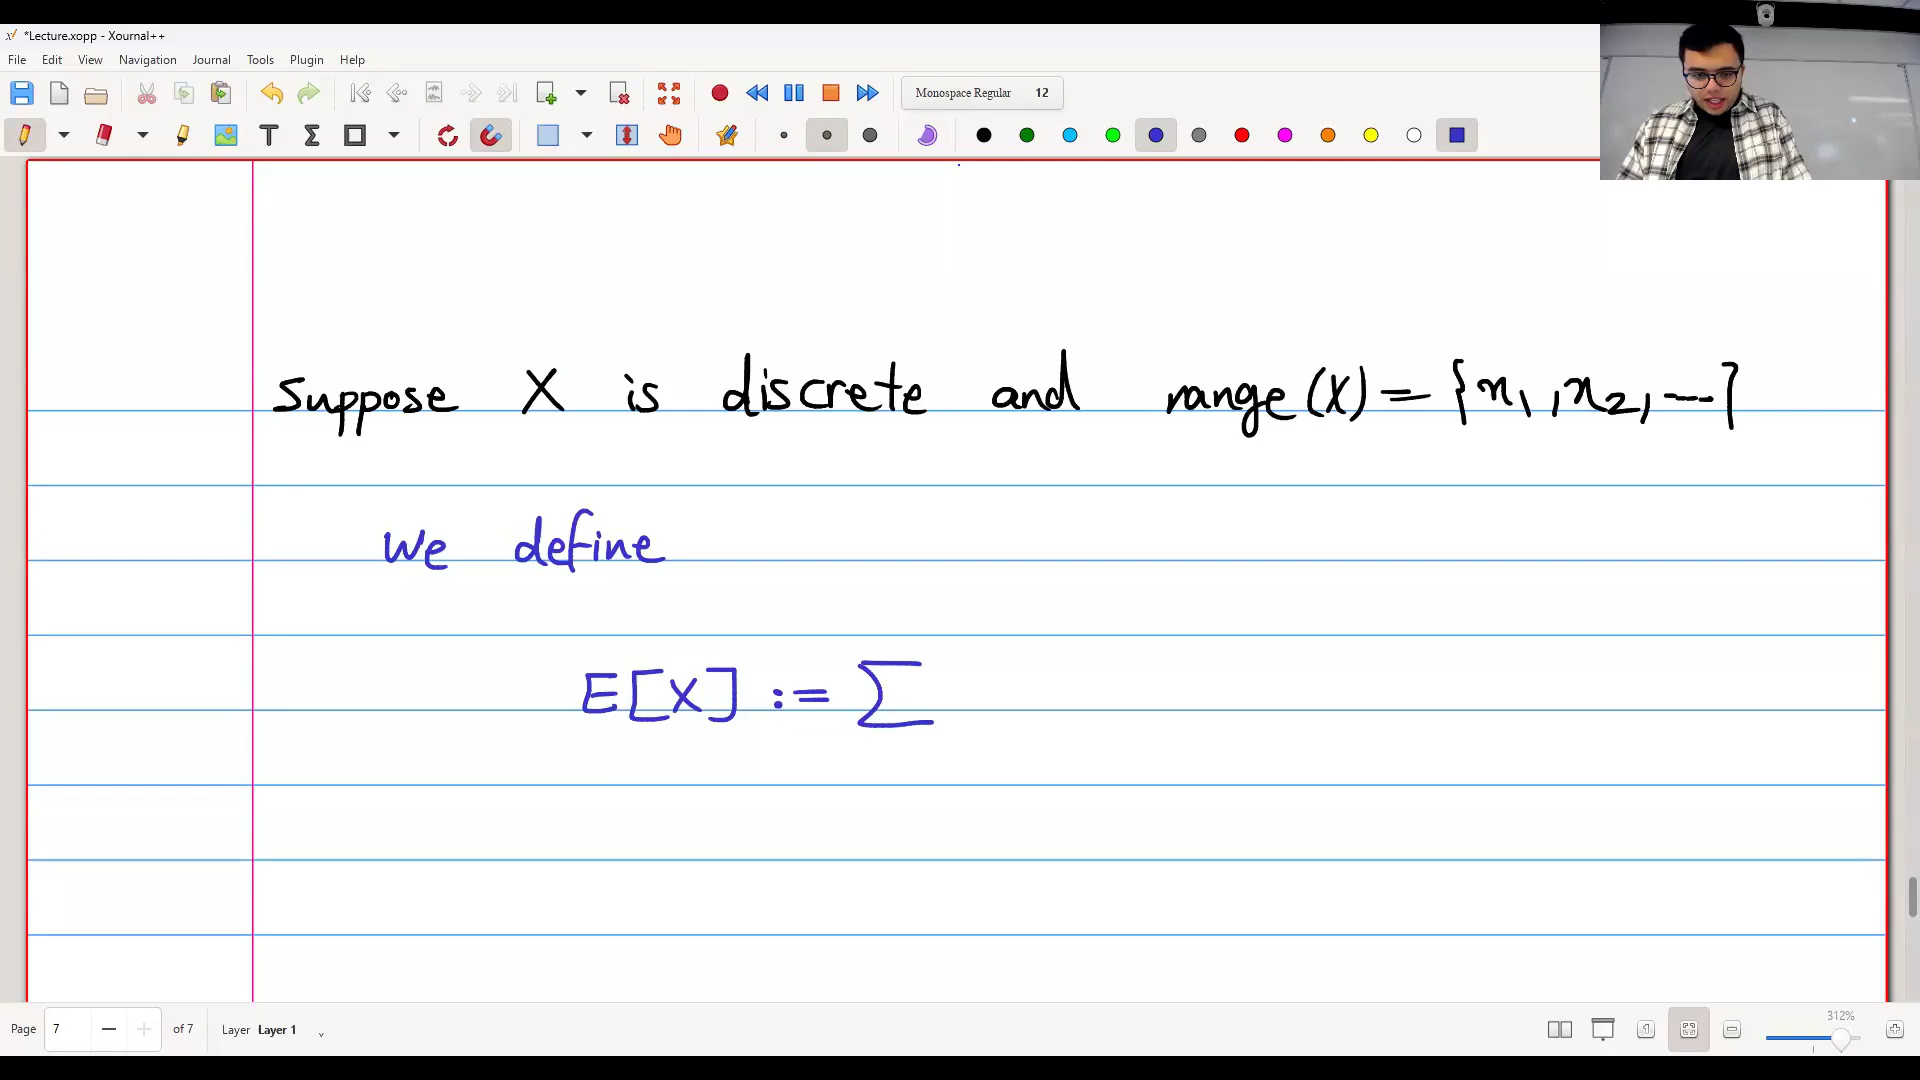 *Lecture.xopp - Xournal++
File Edit View Navigation Journal Tools Plugin Help
Monospace Regular 12
Suppose X is discrete and range(X) = {x₁, x₂, ---}
We define
E[X] := Σ
Page 7 of 7 Layer Layer 1 312%